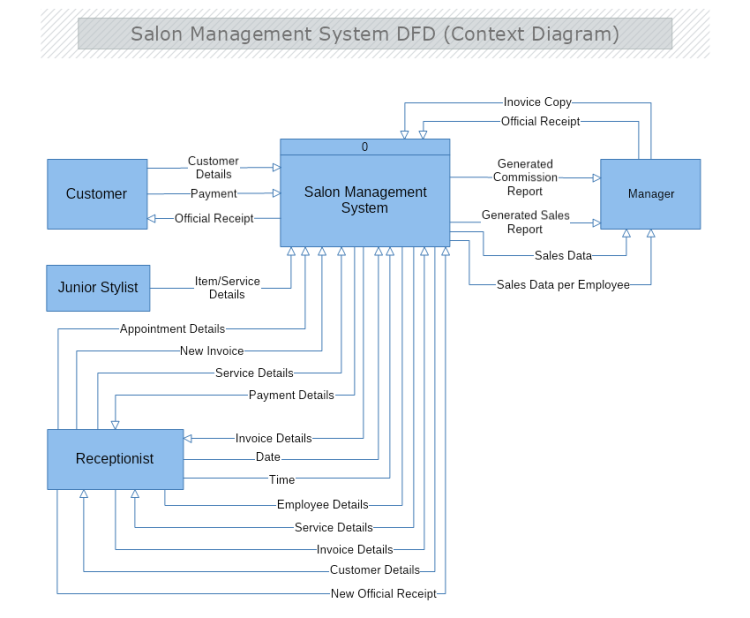 Salon Management System DFD (Context Diagram)
Inovice Copy
Official Receipt
0
Customer
Details
Generated
Commission
Report
Customer
Payment
Salon Management
System
Manager
Official Receipt
Generated Sales
Report
Sales Data
Junior Stylist
Item/Service
Details
Sales Data per Employee
Appointment Details
New Invoice
Service Details
Payment Details
Invoice Details
Receptionist
Date
Time
Employee Details
Service Details
Invoice Details
Customer Details
New Official Receipt